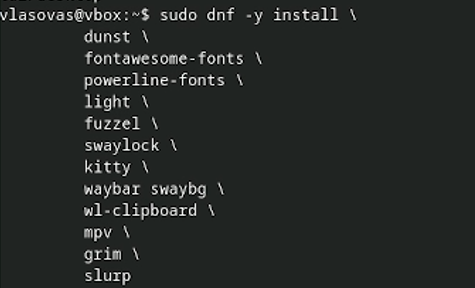 vlasovas@vbox:~$ sudo dnf -y install \
dunst \
fontawesome-fonts \
powerline-fonts \
light \
fuzzel \
swaylock \
kitty \
waybar swaybg \
wl-clipboard \
mpv \
grim \
slurp